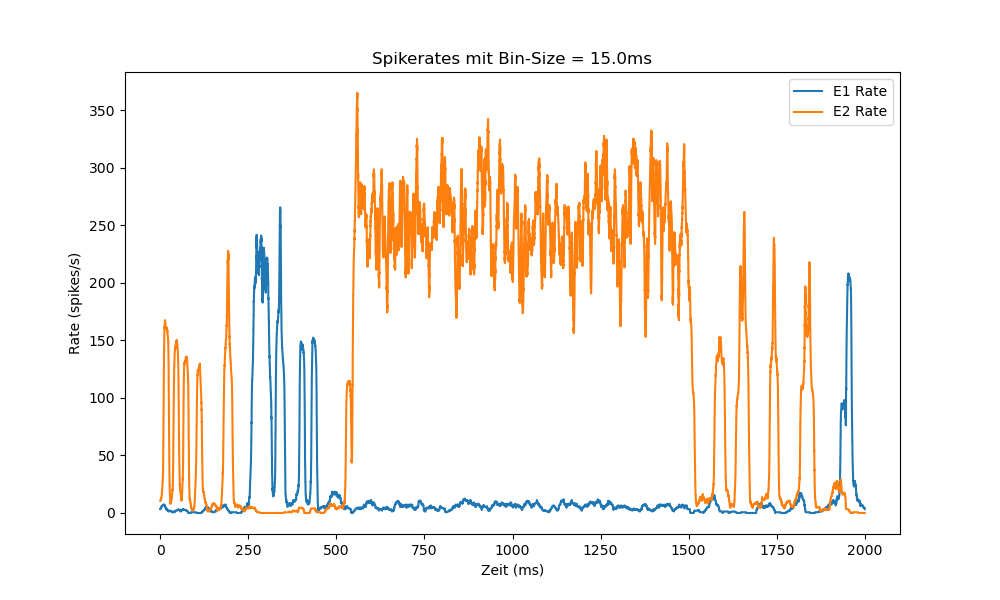 Spikerates mit Bin-Size = 15.0ms
E1 Rate
E2 Rate
350
300
250
200
150
100
50
0
Rate (spikes/s)
0 250 500 750 1000 1250 1500 1750 2000
Zeit (ms)